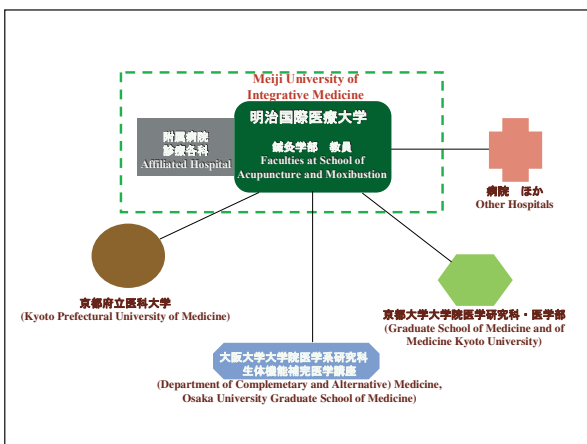 Meiji University of
Integrative Medicine
明治国際医療大学
鍼灸学部　教員
Faculties at School of
Acupuncture and Moxibustion
附属病院
診療各科
Affiliated Hospital
病院　ほか
Other Hospitals
京都府立医科大学
(Kyoto Prefectural University of Medicine)
京都大学大学院医学研究科・医学部
(Graduate School of Medicine and of
Medicine Kyoto University)
大阪大学大学院医学系研究科
生体機能補完医学講座
(Department of Complemetary and Alternative) Medicine,
Osaka University Graduate School of Medicine)